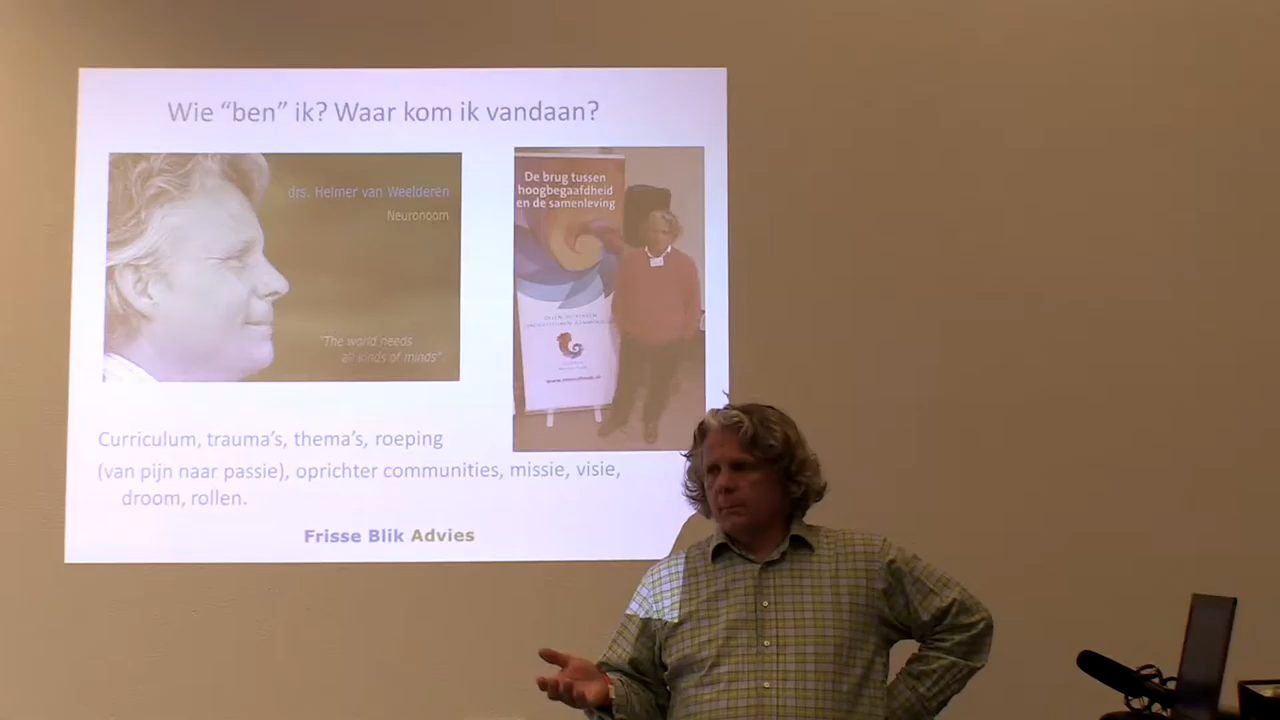 Wie “ben” ik? Waar kom ik vandaan?
drs. Helmer van Weelderen
Neuronoom
"The world needs
all kinds of minds"
De brug tussen
hoogbegaafdheid
en de samenleving
Curriculum, trauma’s, thema’s, roeping
(van pijn naar passie), oprichter communities, missie, visie,
droom, rollen.
Frisse Blik Advies